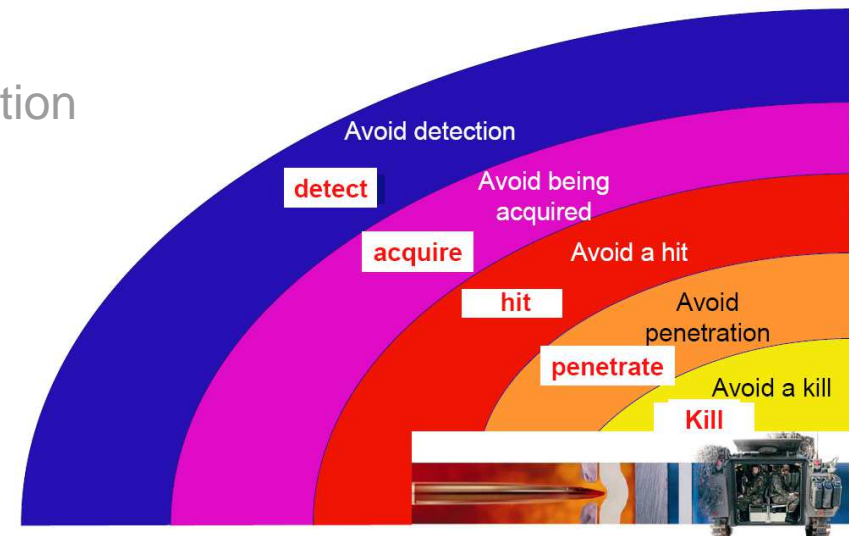 tion
Avoid detection
detect
Avoid being
acquired
acquire
Avoid a hit
hit
Avoid
penetration
penetrate
Avoid a kill
Kill